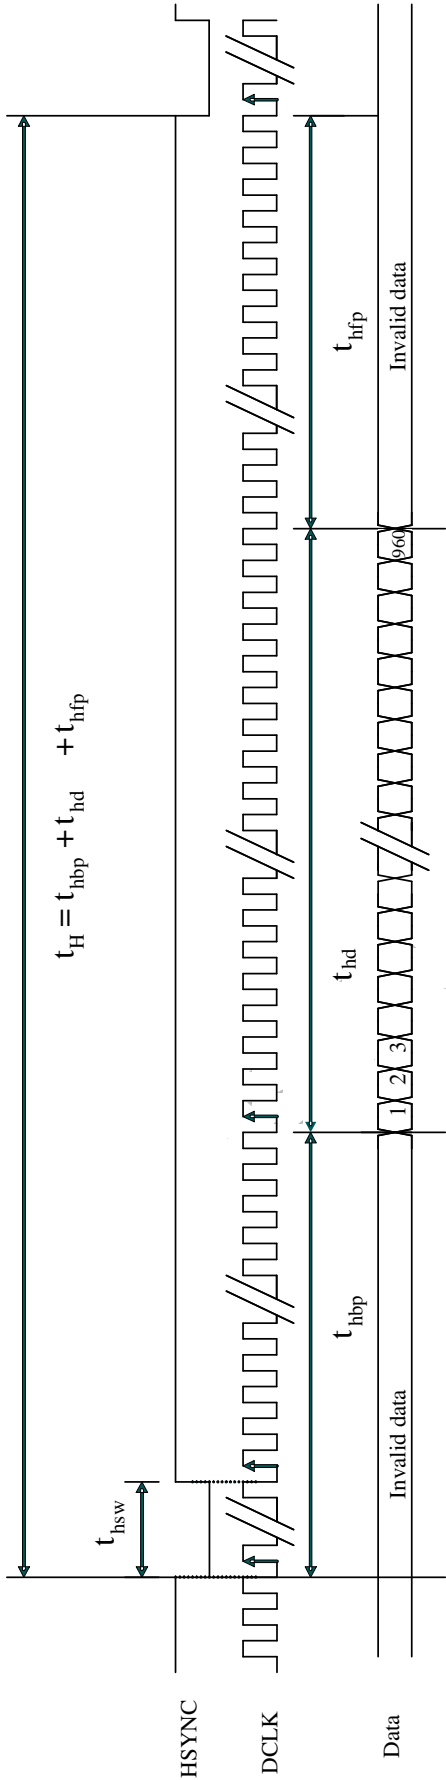 t_H = t_hbp + t_hd + t_hfp
t_hsw
HSYNC
DCLK
t_hbp
t_hd
t_hfp
Data
Invalid data
1 2 3
960
Invalid data